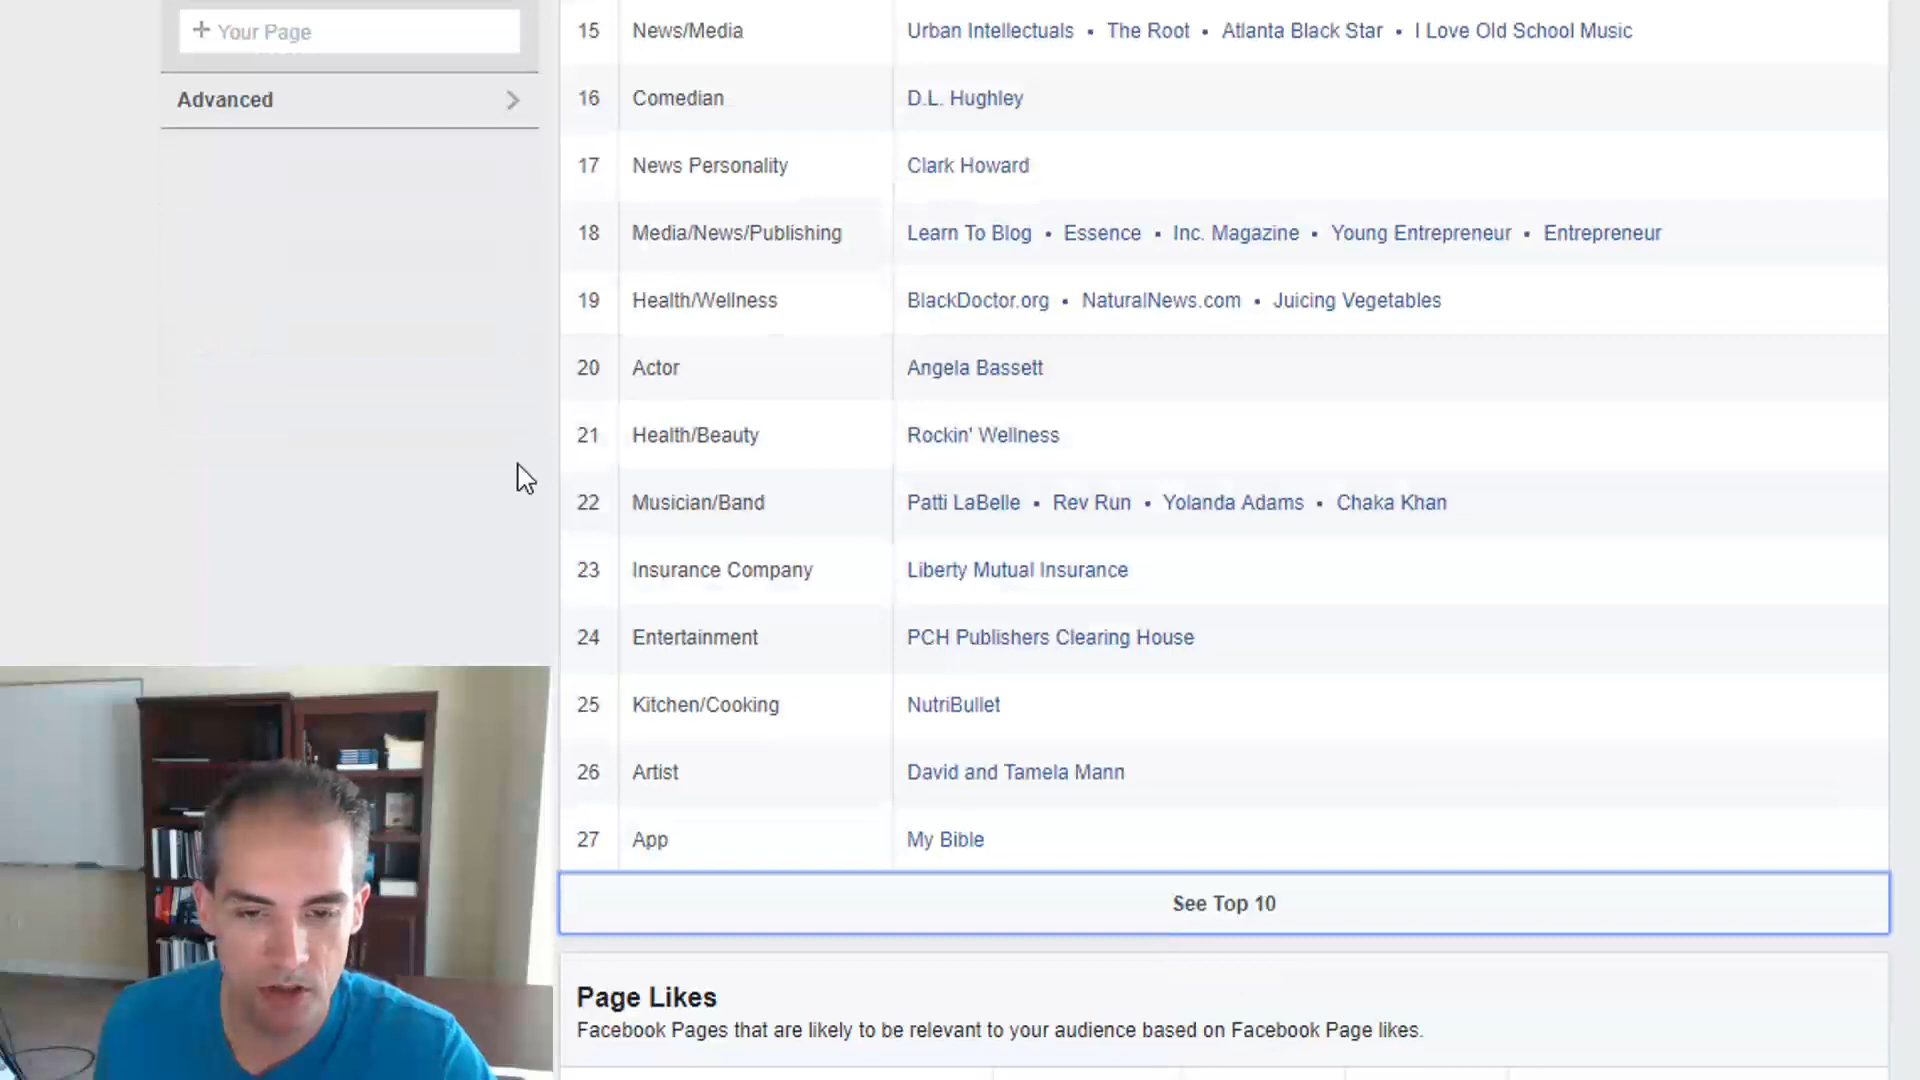 + Your Page
Advanced
15 News/Media Urban Intellectuals • The Root • Atlanta Black Star • I Love Old School Music
16 Comedian D.L. Hughley
17 News Personality Clark Howard
18 Media/News/Publishing Learn To Blog • Essence • Inc. Magazine • Young Entrepreneur • Entrepreneur
19 Health/Wellness BlackDoctor.org • NaturalNews.com • Juicing Vegetables
20 Actor Angela Bassett
21 Health/Beauty Rockin' Wellness
22 Musician/Band Patti LaBelle • Rev Run • Yolanda Adams • Chaka Khan
23 Insurance Company Liberty Mutual Insurance
24 Entertainment PCH Publishers Clearing House
25 Kitchen/Cooking NutriBullet
26 Artist David and Tamela Mann
27 App My Bible
See Top 10
Page Likes
Facebook Pages that are likely to be relevant to your audience based on Facebook Page likes.